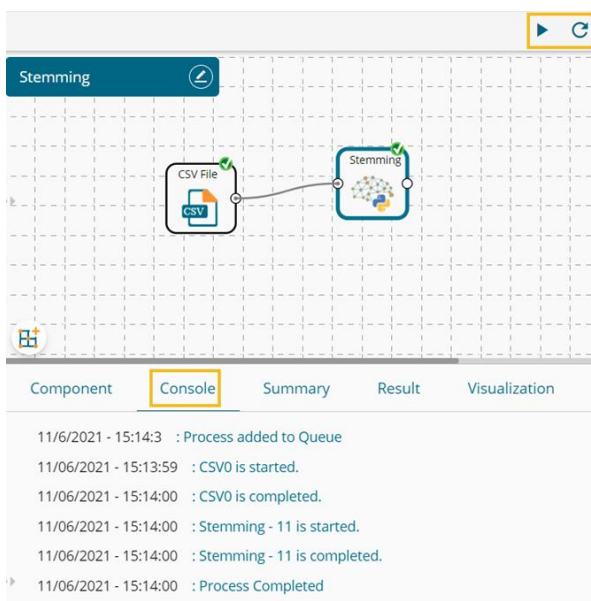 Stemming
CSV File
CSV
Stemming
Component Console Summary Result Visualization
11/6/2021 - 15:14:3 : Process added to Queue
11/06/2021 - 15:13:59 : CSV0 is started.
11/06/2021 - 15:14:00 : CSV0 is completed.
11/06/2021 - 15:14:00 : Stemming - 11 is started.
11/06/2021 - 15:14:00 : Stemming - 11 is completed.
11/06/2021 - 15:14:00 : Process Completed